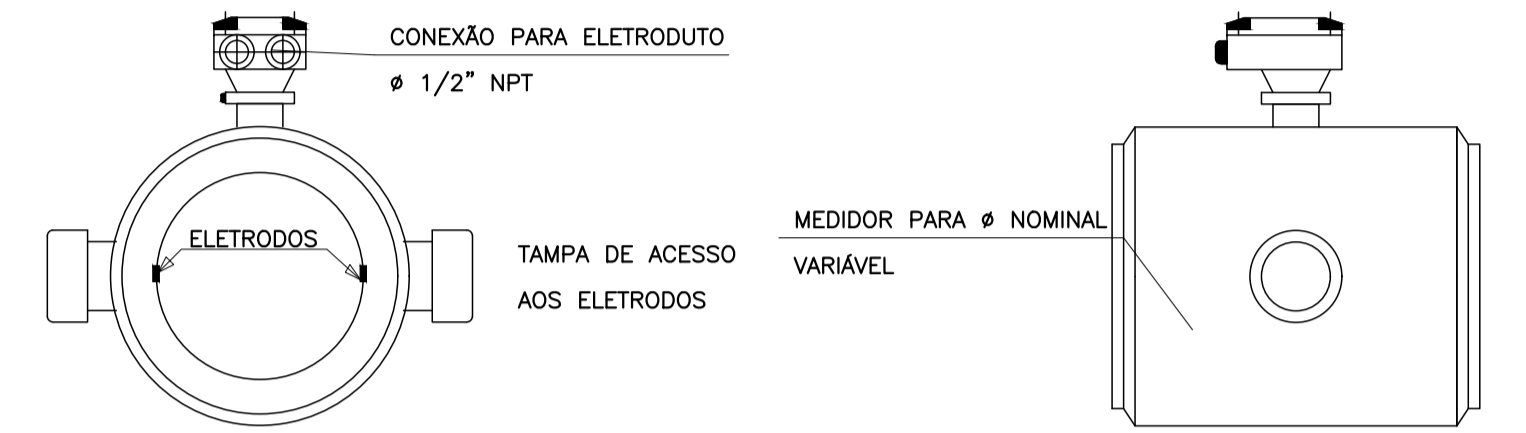 CONEXÃO PARA ELETRODUTO
ø 1/2” NPT
ELETRODOS
TAMPA DE ACESSO
AOS ELETRODOS
MEDIDOR PARA ø NOMINAL
VARIÁVEL